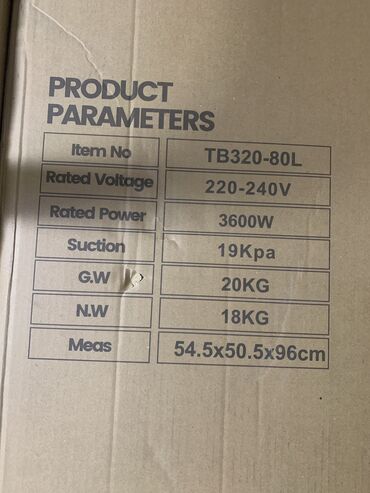 PRODUCT
PARAMETERS
Item No TB320-80L
Rated Voltage 220-240V
Rated Power 3600W
Suction 19Kpa
G.W 20KG
N.W 18KG
Meas 54.5x50.5x96cm